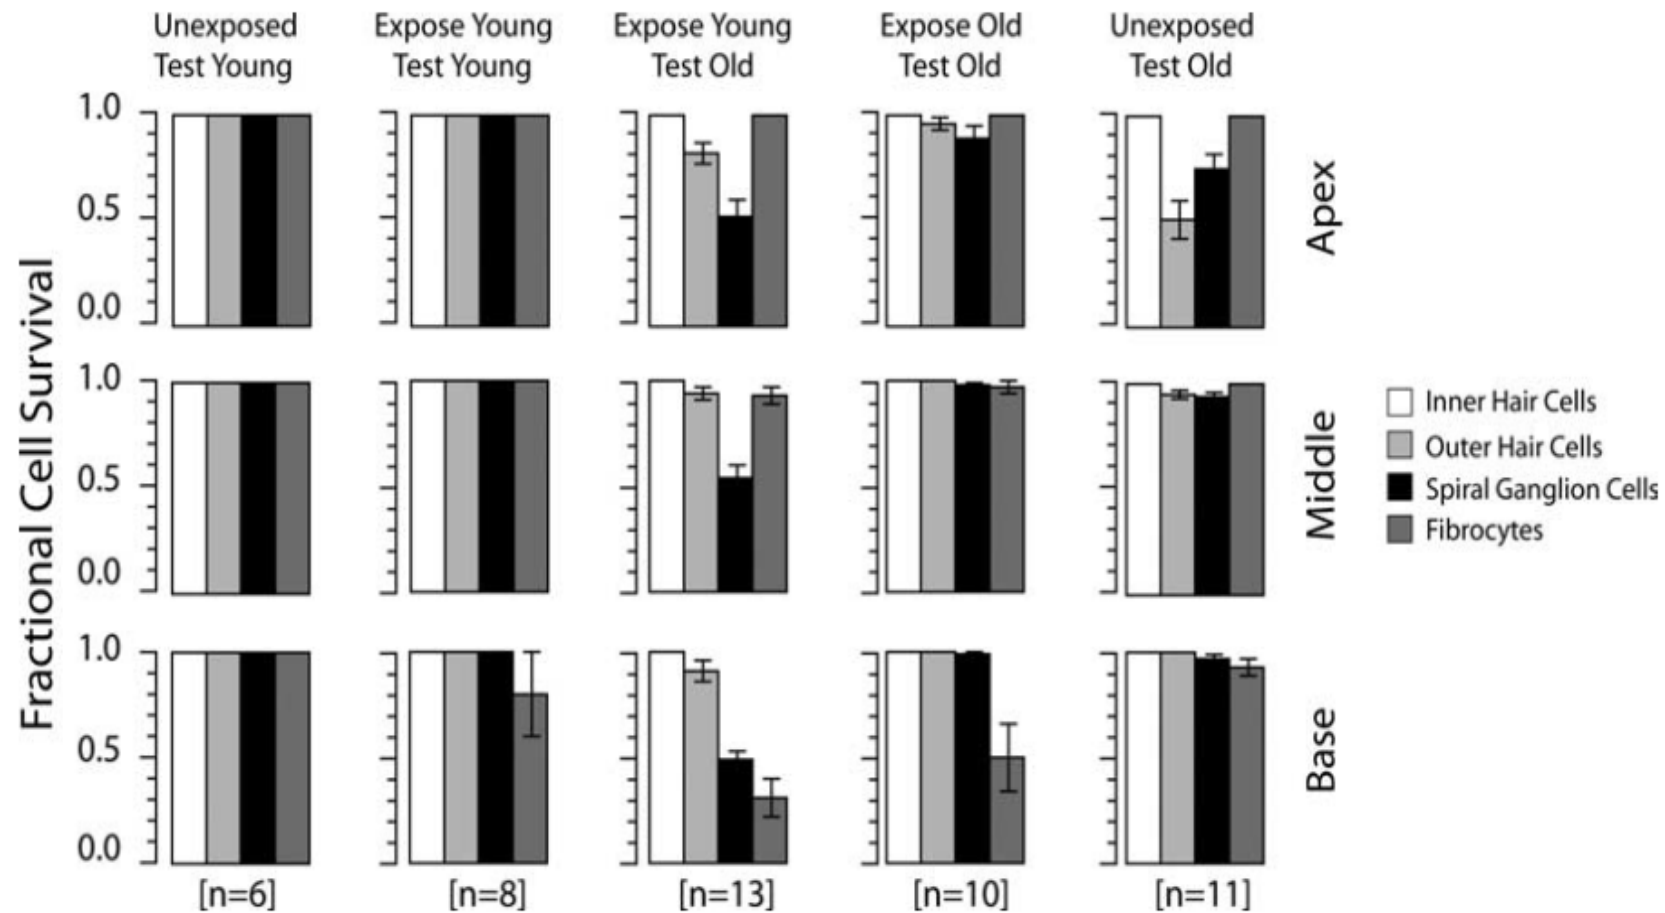 Unexposed
Test Young
Expose Young
Test Young
Expose Young
Test Old
Expose Old
Test Old
Unexposed
Test Old
Fractional Cell Survival
1.0
0.5
0.0
Apex
1.0
0.5
0.0
Middle
1.0
0.5
0.0
Base
Inner Hair Cells
Outer Hair Cells
Spiral Ganglion Cells
Fibrocytes
[n=6]
[n=8]
[n=13]
[n=10]
[n=11]